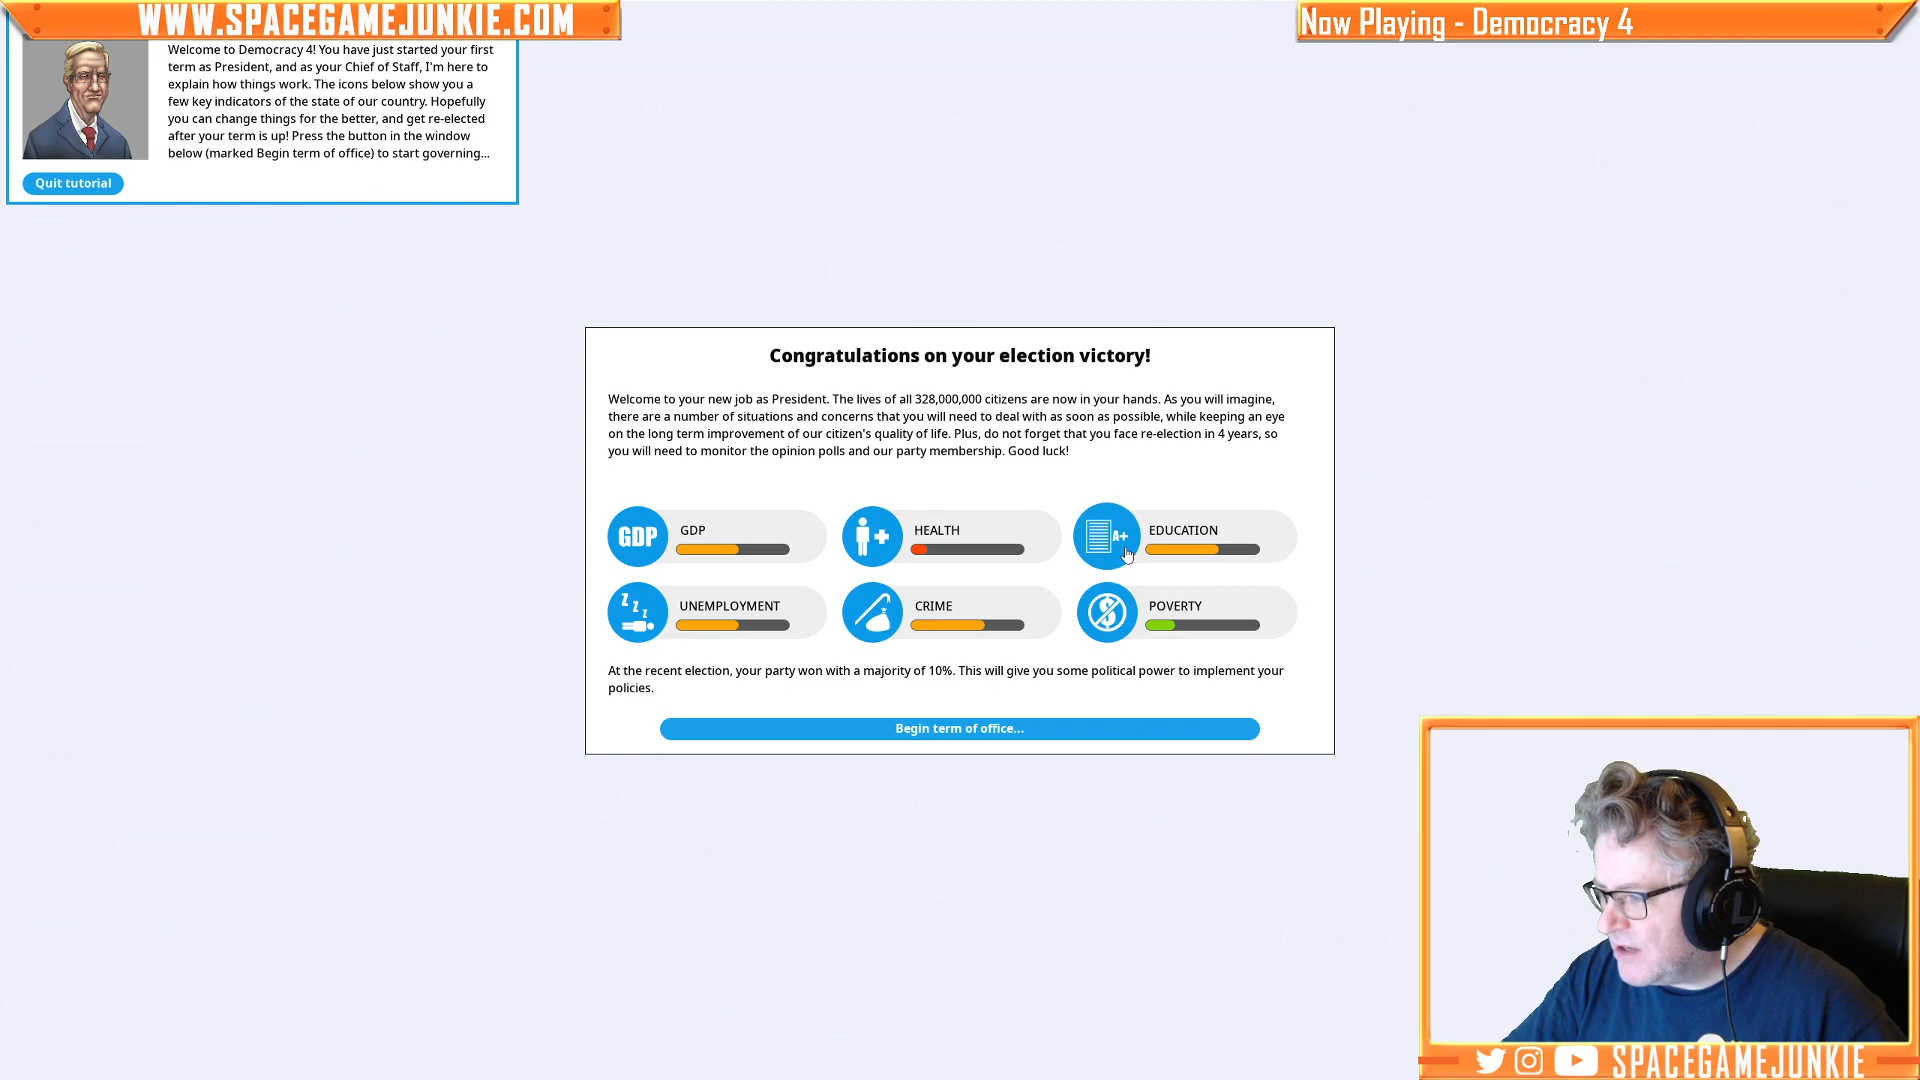 WWW.SPACEGAMEJUNKIE.COM
Now Playing - Democracy 4
Welcome to Democracy 4! You have just started your first
term as President, and as your Chief of Staff, I'm here to
explain how things work. The icons below show you a
few key indicators of the state of our country. Hopefully
you can change things for the better, and get re-elected
after your term is up! Press the button in the window
below (marked Begin term of office) to start governing...
Quit tutorial
Congratulations on your election victory!
Welcome to your new job as President. The lives of all 328,000,000 citizens are now in your hands. As you will imagine,
there are a number of situations and concerns that you will need to deal with as soon as possible, while keeping an eye
on the long term improvement of our citizen's quality of life. Plus, do not forget that you face re-election in 4 years, so
you will need to monitor the opinion polls and our party membership. Good luck!
GDP
GDP
HEALTH
A+
EDUCATION
Z Z Z
UNEMPLOYMENT
CRIME
$
POVERTY
At the recent election, your party won with a majority of 10%. This will give you some political power to implement your
policies.
Begin term of office...
SPACEGAMEJUNKIE